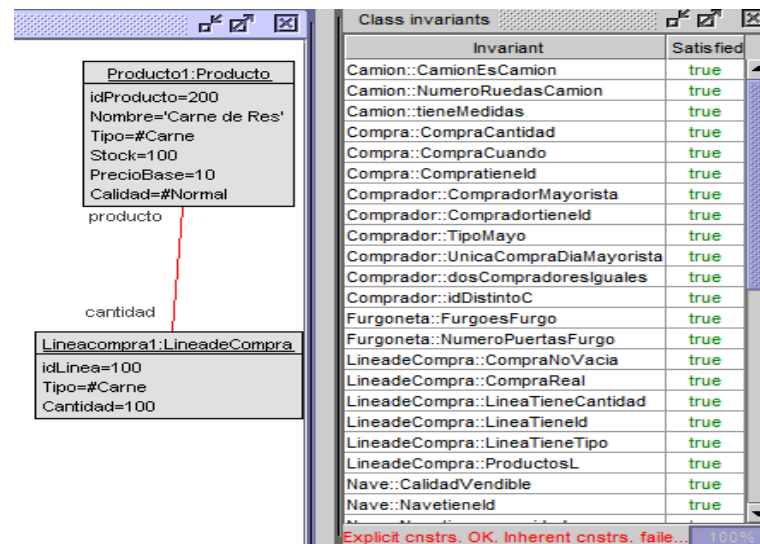 Producto1:Producto
idProducto=200
Nombre='Carne de Res'
Tipo=#Carne
Stock=100
PrecioBase=10
Calidad=#Normal
producto
cantidad
Lineacompra1:LineadeCompra
idLinea=100
Tipo=#Carne
Cantidad=100
Class invariants
Invariant Satisfied
Camion::CamionEsCamion true
Camion::NumeroRuedasCamion true
Camion::tieneMedidas true
Compra::CompraCantidad true
Compra::CompraCuando true
Compra::CompratieneId true
Comprador::CompradorMayorista true
Comprador::CompradortieneId true
Comprador::TipoMayo true
Comprador::UnicaCompraDiaMayorista true
Comprador::dosCompradoresIguales true
Comprador::idDistintoC true
Furgoneta::FurgoesFurgo true
Furgoneta::NumeroPuertasFurgo true
LineadeCompra::CompraNoVacia true
LineadeCompra::CompraReal true
LineadeCompra::LineaTieneCantidad true
LineadeCompra::LineaTieneId true
LineadeCompra::LineaTieneTipo true
LineadeCompra::ProductosL true
Nave::CalidadVendible true
Nave::NavetieneId true
Explicit cnstrs. OK. Inherent cnstrs. faile... 100%